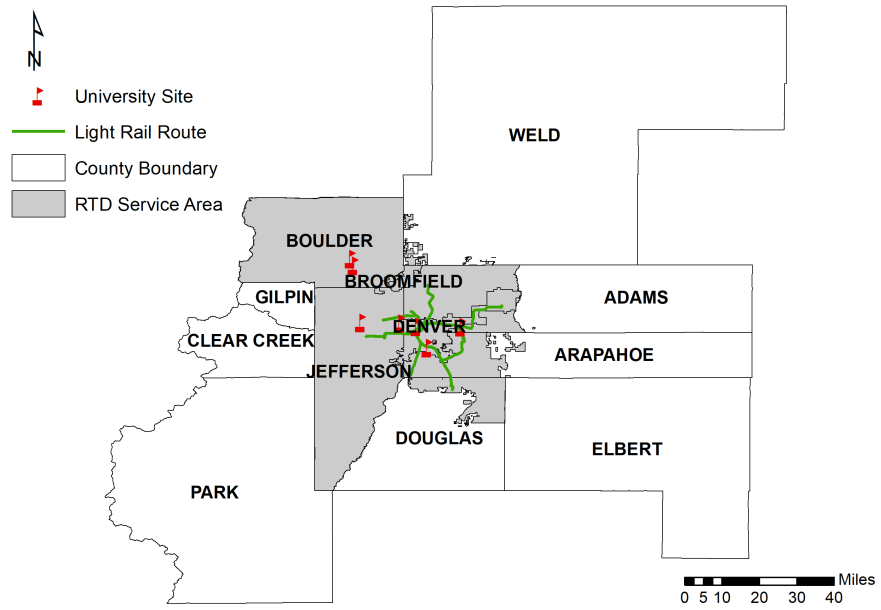 N
University Site
Light Rail Route
County Boundary
RTD Service Area
WELD
BOULDER
BROOMFIELD
GILPIN
ADAMS
DENVER
CLEAR CREEK
ARAPAHOE
JEFFERSON
DOUGLAS
ELBERT
PARK
Miles
0 5 10 20 30 40